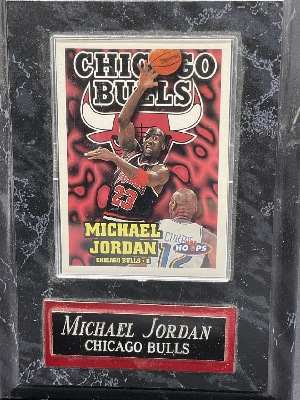 CHICAGO
BULLS
23
MICHAEL
JORDAN
CHICAGO BULLS
HOOPS
MICHAEL JORDAN
CHICAGO BULLS